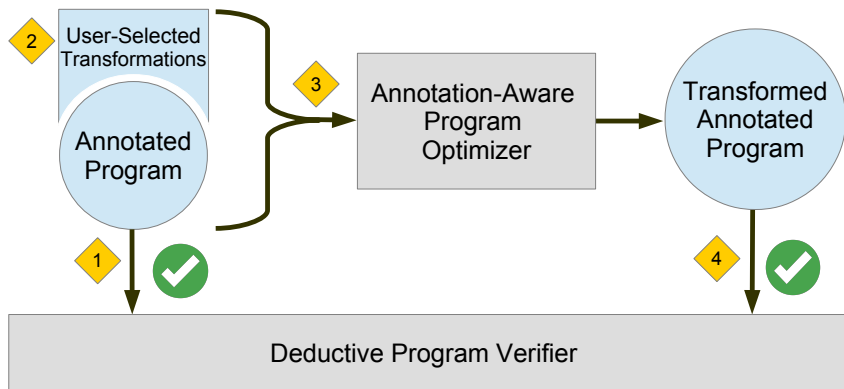 2
User-Selected
Transformations
Annotated
Program
3
Annotation-Aware
Program
Optimizer
Transformed
Annotated
Program
1
4
Deductive Program Verifier